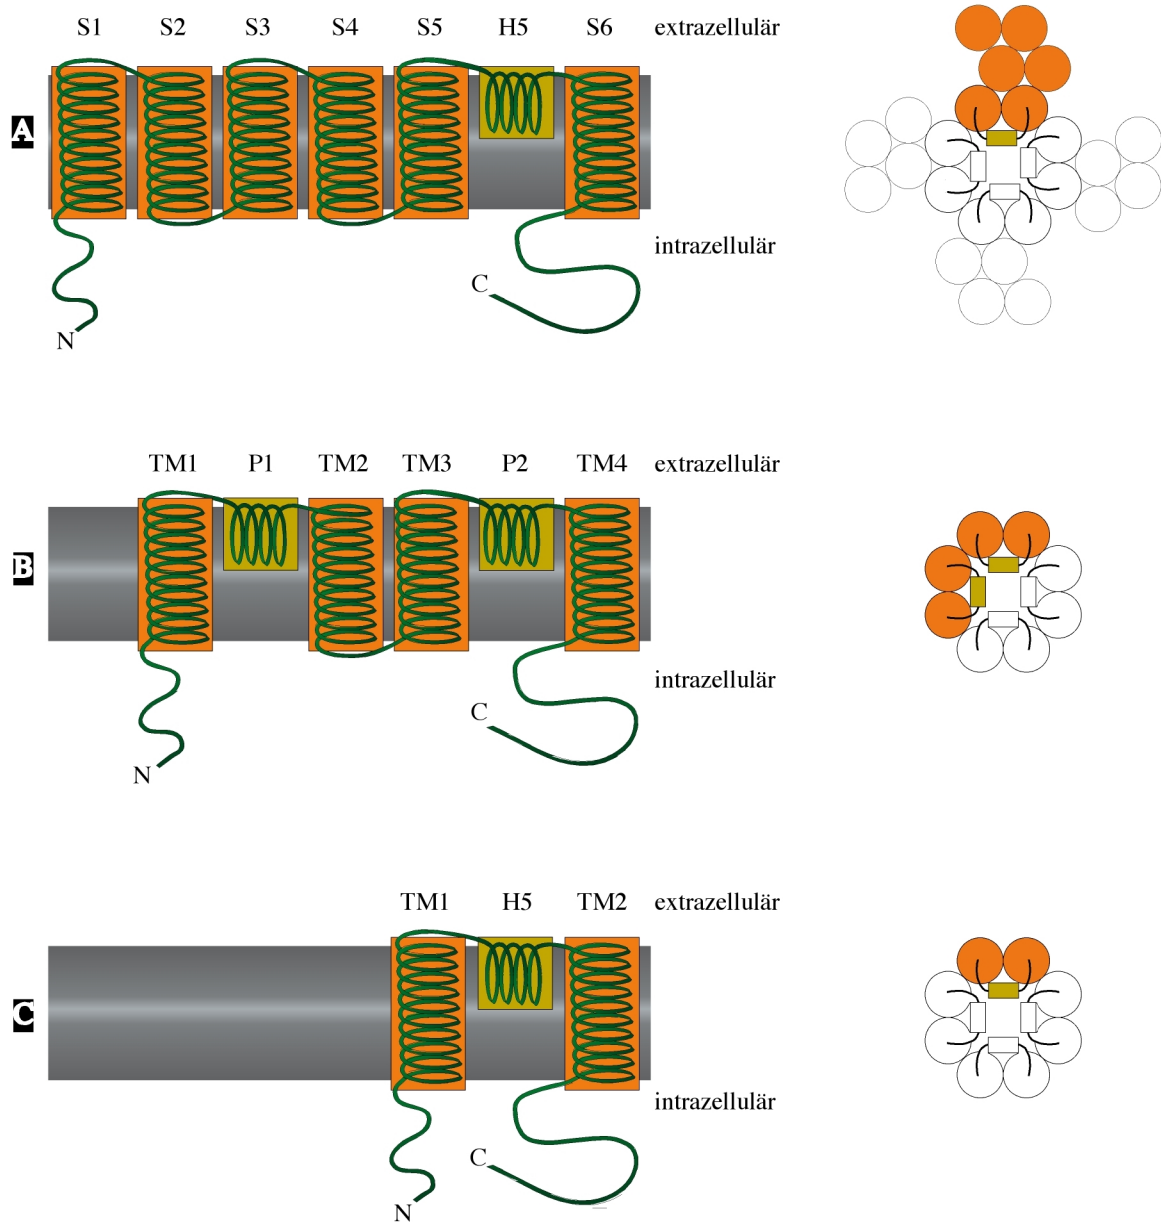 S1 S2 S3 S4 S5 H5 S6 extrazellulär
A
intrazellulär
C
N
TM1 P1 TM2 TM3 P2 TM4 extrazellulär
B
intrazellulär
C
N
TM1 H5 TM2 extrazellulär
C
intrazellulär
C
N